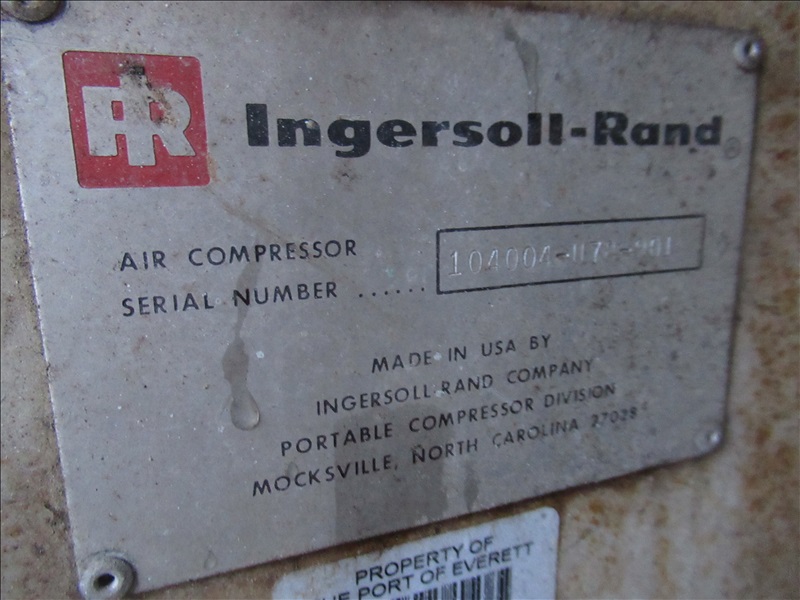 IR Ingersoll-Rand®
AIR COMPRESSOR
SERIAL NUMBER ......
MADE IN USA BY
INGERSOLL-RAND COMPANY
PORTABLE COMPRESSOR DIVISION
MOCKSVILLE, NORTH CAROLINA 27028
PROPERTY OF
PORT OF EVERETT